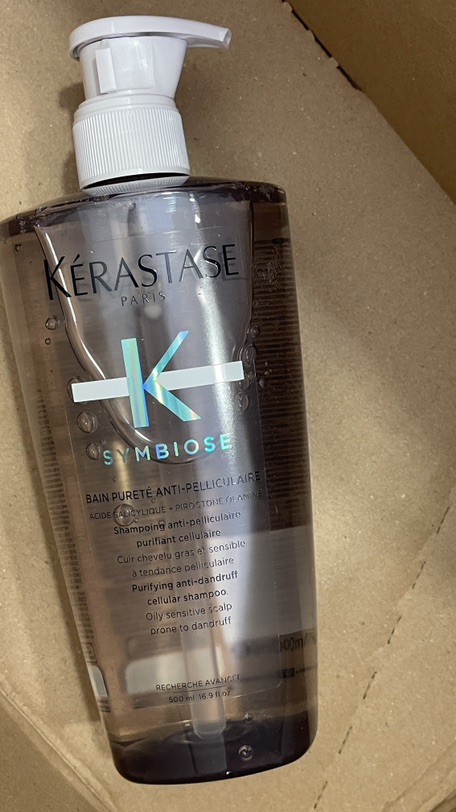 KÉRASTASE
PARIS
K
SYMBIOSE
BAIN PURETÉ ANTI-PELLICULAIRE
ACIDE SALICYLIQUE + PIROCTONE OLAMINE
Shampoing anti-pelliculaire
purifiant cellulaire
Cuir chevelu gras et sensible
à tendance pelliculaire
Purifying anti-dandruff
cellular shampoo
Oily sensitive scalp
prone to dandruff
RECHERCHE AVANCÉE
500 ml 16.9 fl.oz